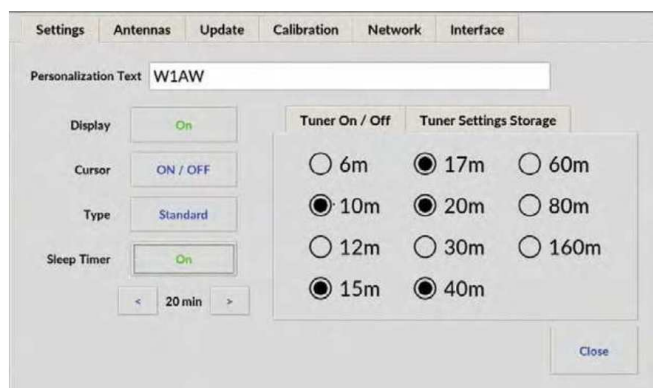 Settings Antennas Update Calibration Network Interface
Personalization Text W1AW
Display On
Cursor ON / OFF
Type Standard
Sleep Timer On
< 20 min >
Tuner On / Off Tuner Settings Storage
6m 17m 60m
10m 20m 80m
12m 30m 160m
15m 40m
Close